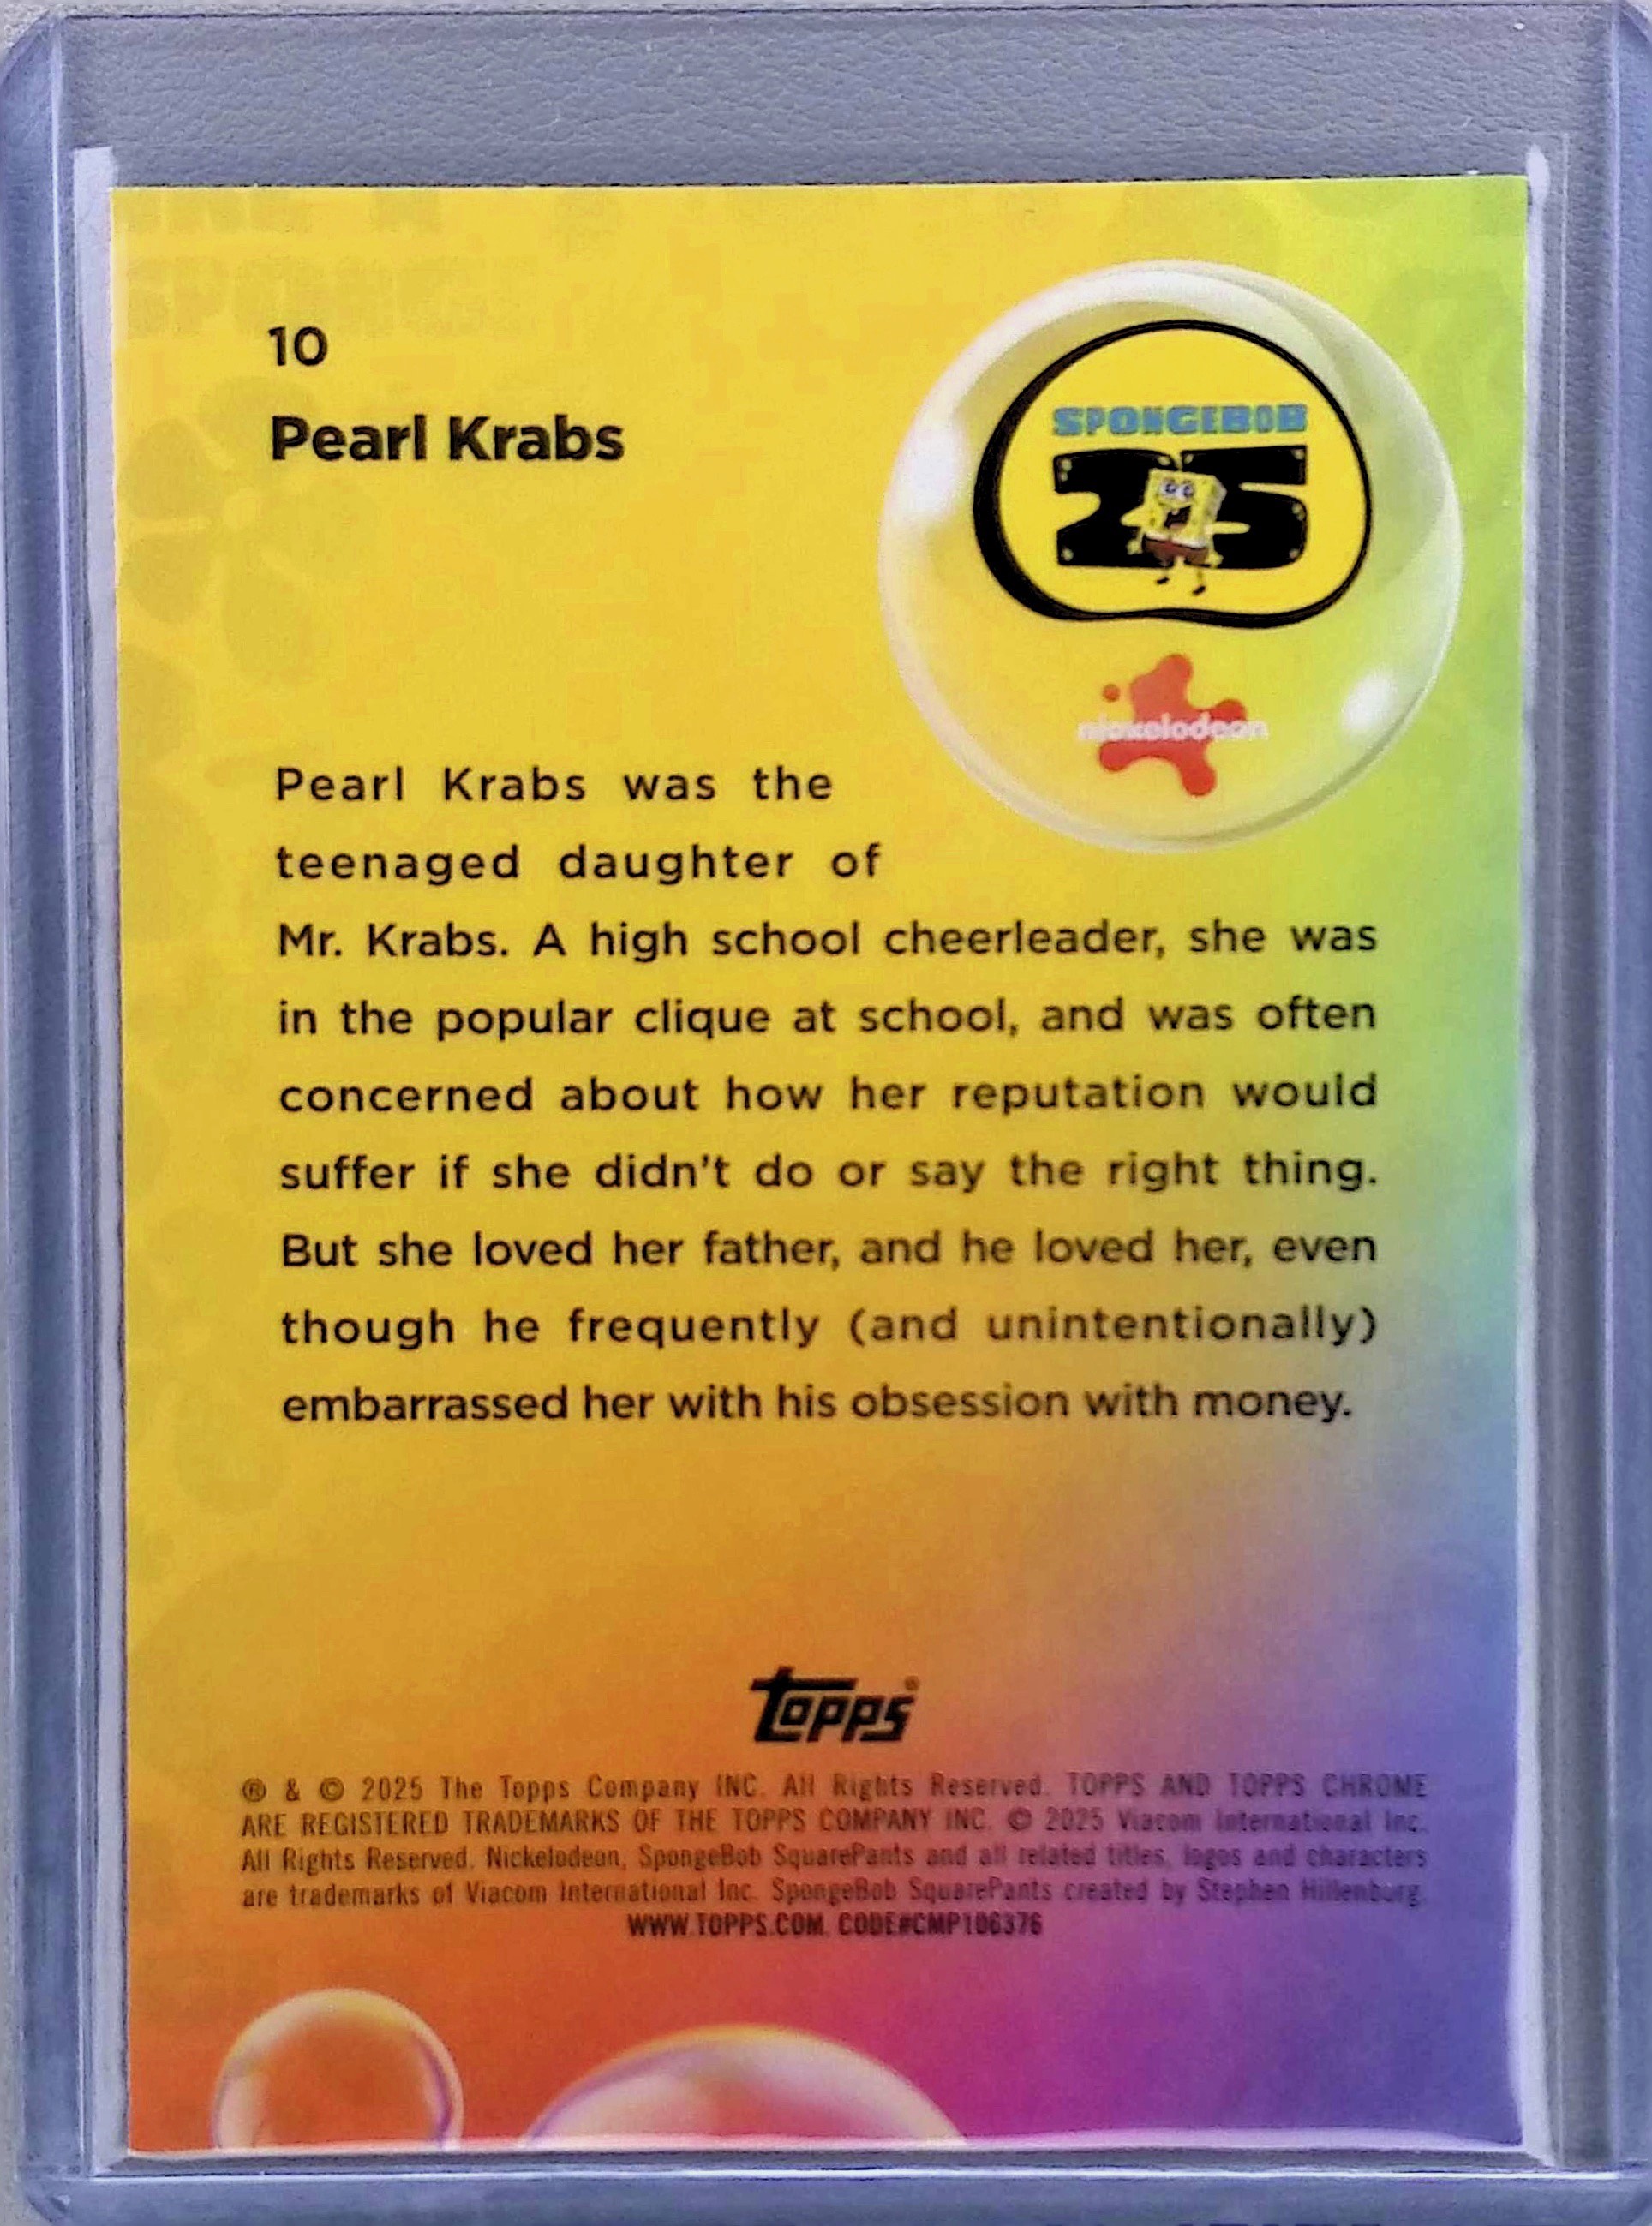 10
Pearl Krabs
SPONGEBOB
25
nickelodeon
Pearl Krabs was the
teenaged daughter of
Mr. Krabs. A high school cheerleader, she was
in the popular clique at school, and was often
concerned about how her reputation would
suffer if she didn't do or say the right thing.
But she loved her father, and he loved her, even
though he frequently (and unintentionally)
embarrassed her with his obsession with money.
topps®
® & © 2025 The Topps Company INC. All Rights Reserved. TOPPS AND TOPPS CHROME
ARE REGISTERED TRADEMARKS OF THE TOPPS COMPANY INC. © 2025 Viacom International Inc.
All Rights Reserved. Nickelodeon, SpongeBob SquarePants and all related titles, logos and characters
are trademarks of Viacom International Inc. SpongeBob SquarePants created by Stephen Hillenburg.
WWW.TOPPS.COM. CODE#CMP106376